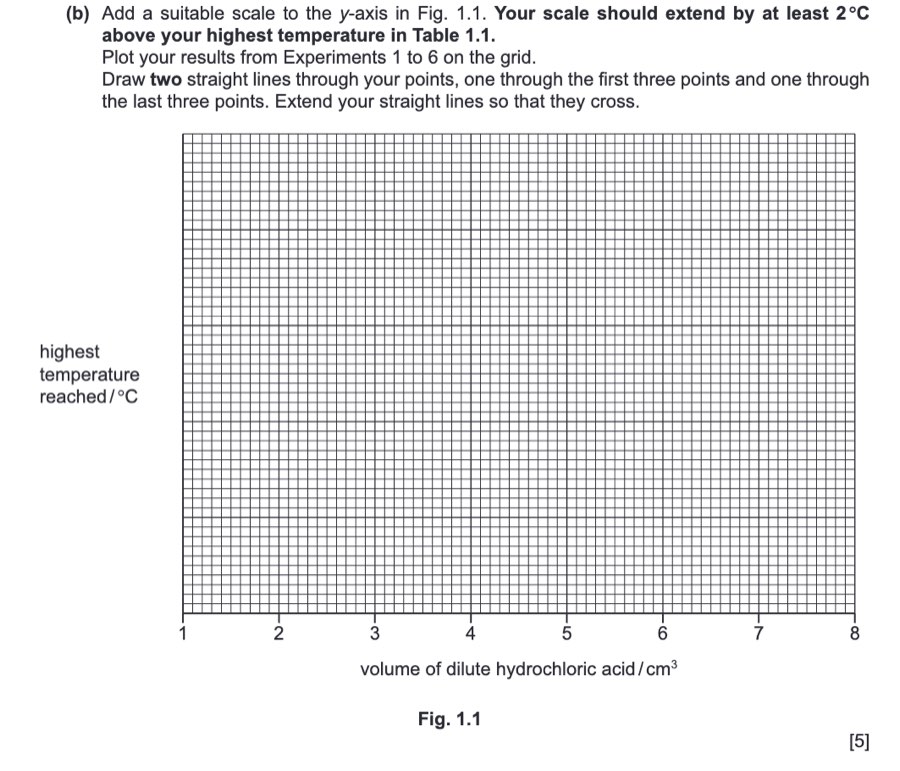 (b) Add a suitable scale to the y-axis in Fig. 1.1. Your scale should extend by at least 2 °C
above your highest temperature in Table 1.1.
Plot your results from Experiments 1 to 6 on the grid.
Draw two straight lines through your points, one through the first three points and one through
the last three points. Extend your straight lines so that they cross.
highest
temperature
reached / °C
1 2 3 4 5 6 7 8
volume of dilute hydrochloric acid / cm³
Fig. 1.1
[5]